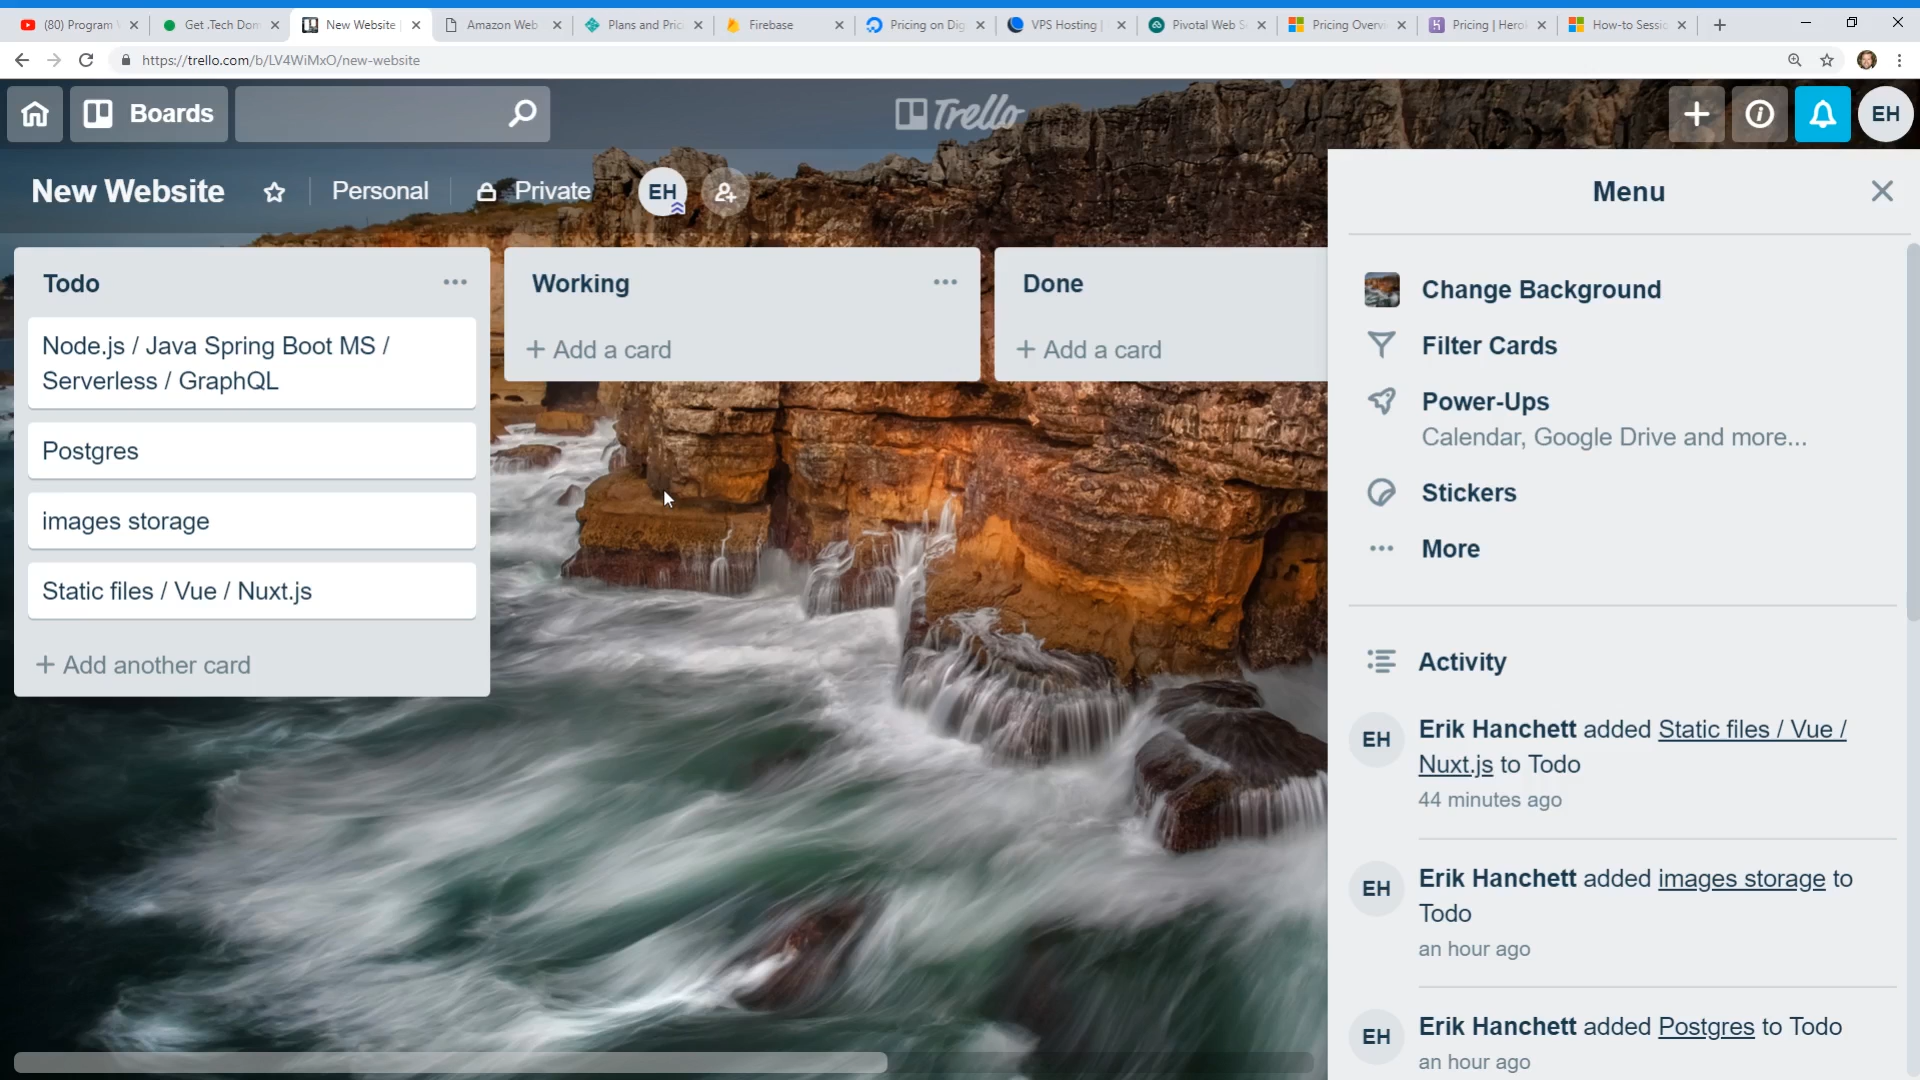 (80) Program
Get .Tech Dom
New Website |
Amazon Web
Plans and Pric
Firebase
Pricing on Dig
VPS Hosting |
Pivotal Web S
Pricing Overvi
Pricing | Herok
How-to Sessio
https://trello.com/b/LV4WiMxO/new-website
Boards
Trello
EH
New Website
Personal
Private
EH
Menu
Todo
Node.js / Java Spring Boot MS /
Serverless / GraphQL
Postgres
images storage
Static files / Vue / Nuxt.js
+ Add another card
Working
+ Add a card
Done
+ Add a card
Change Background
Filter Cards
Power-Ups
Calendar, Google Drive and more...
Stickers
More
Activity
EH
Erik Hanchett added Static files / Vue /
Nuxt.js to Todo
44 minutes ago
EH
Erik Hanchett added images storage to
Todo
an hour ago
EH
Erik Hanchett added Postgres to Todo
an hour ago